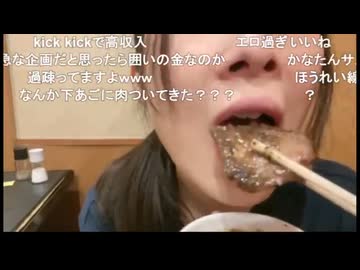 kick kickで高収入
エロ過ぎ いいね
急な企画だと思ったら囲いの金なのか
かなたんサ
過疎ってますよwww
ほうれい線
なんか下あごに肉ついてきた？？？
？